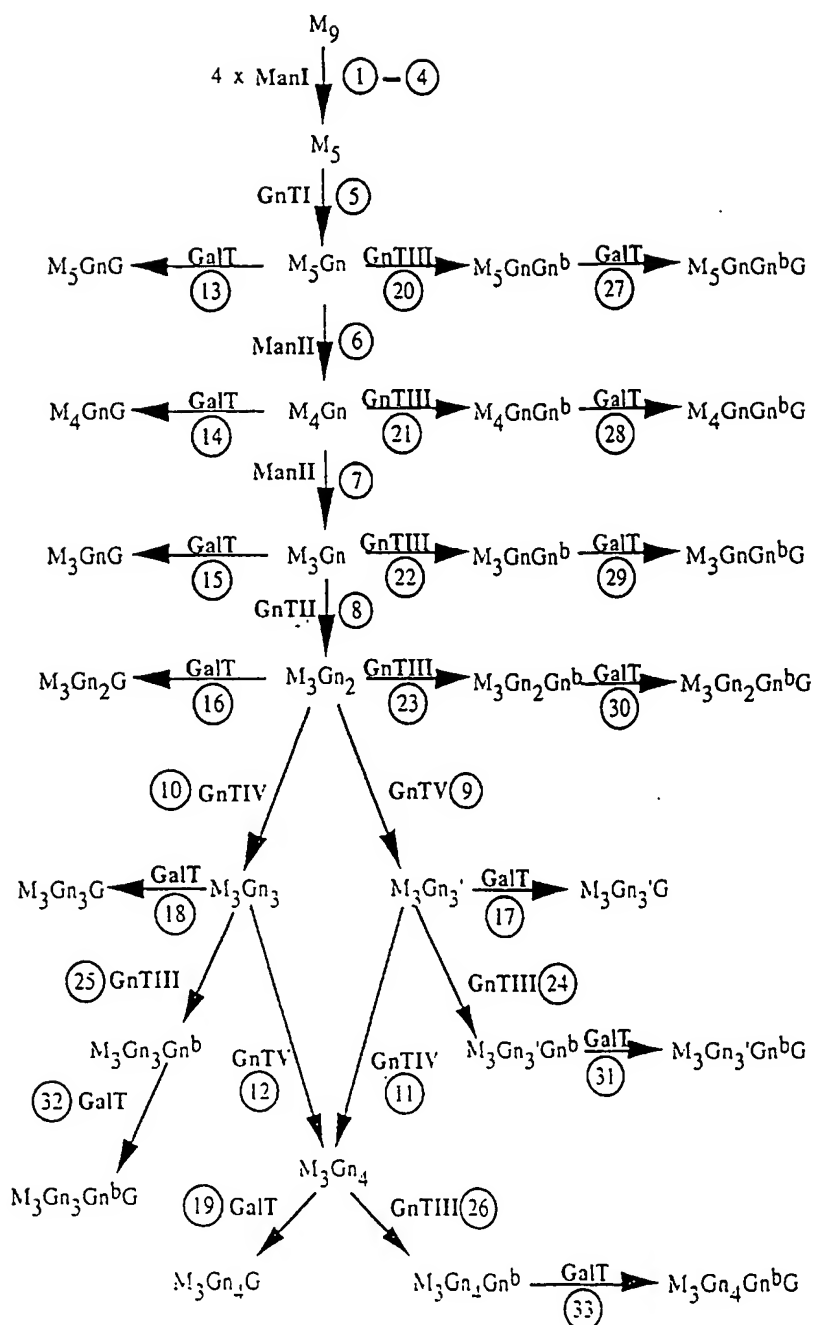 M₉
4 x ManI ① – ④
M₅
GnTI ⑤
M₅GnG GalT ⑬ M₅Gn GnTIII ⑳ M₅GnGnᵇ GalT ㉗ M₅GnGnᵇG
ManII ⑥
M₄GnG GalT ⑭ M₄Gn GnTIII ㉑ M₄GnGnᵇ GalT ㉘ M₄GnGnᵇG
ManII ⑦
M₃GnG GalT ⑮ M₃Gn GnTIII ㉒ M₃GnGnᵇ GalT ㉙ M₃GnGnᵇG
GnTII ⑧
M₃Gn₂G GalT ⑯ M₃Gn₂ GnTIII ㉓ M₃Gn₂Gnᵇ GalT ㉚ M₃Gn₂GnᵇG
⑩ GnTIV GnTV ⑨
M₃Gn₃G GalT ⑱ M₃Gn₃ M₃Gn₃' GalT ⑰ M₃Gn₃'G
㉕ GnTIII GnTIII ㉔
M₃Gn₃Gnᵇ GnTV ⑫ GnTIV ⑪ M₃Gn₃'Gnᵇ GalT ㉛ M₃Gn₃'GnᵇG
㉜ GalT
M₃Gn₄
M₃Gn₃GnᵇG ⑲ GalT GnTIII ㉖
M₃Gn₄G M₃Gn₄Gnᵇ GalT ㉝ M₃Gn₄GnᵇG